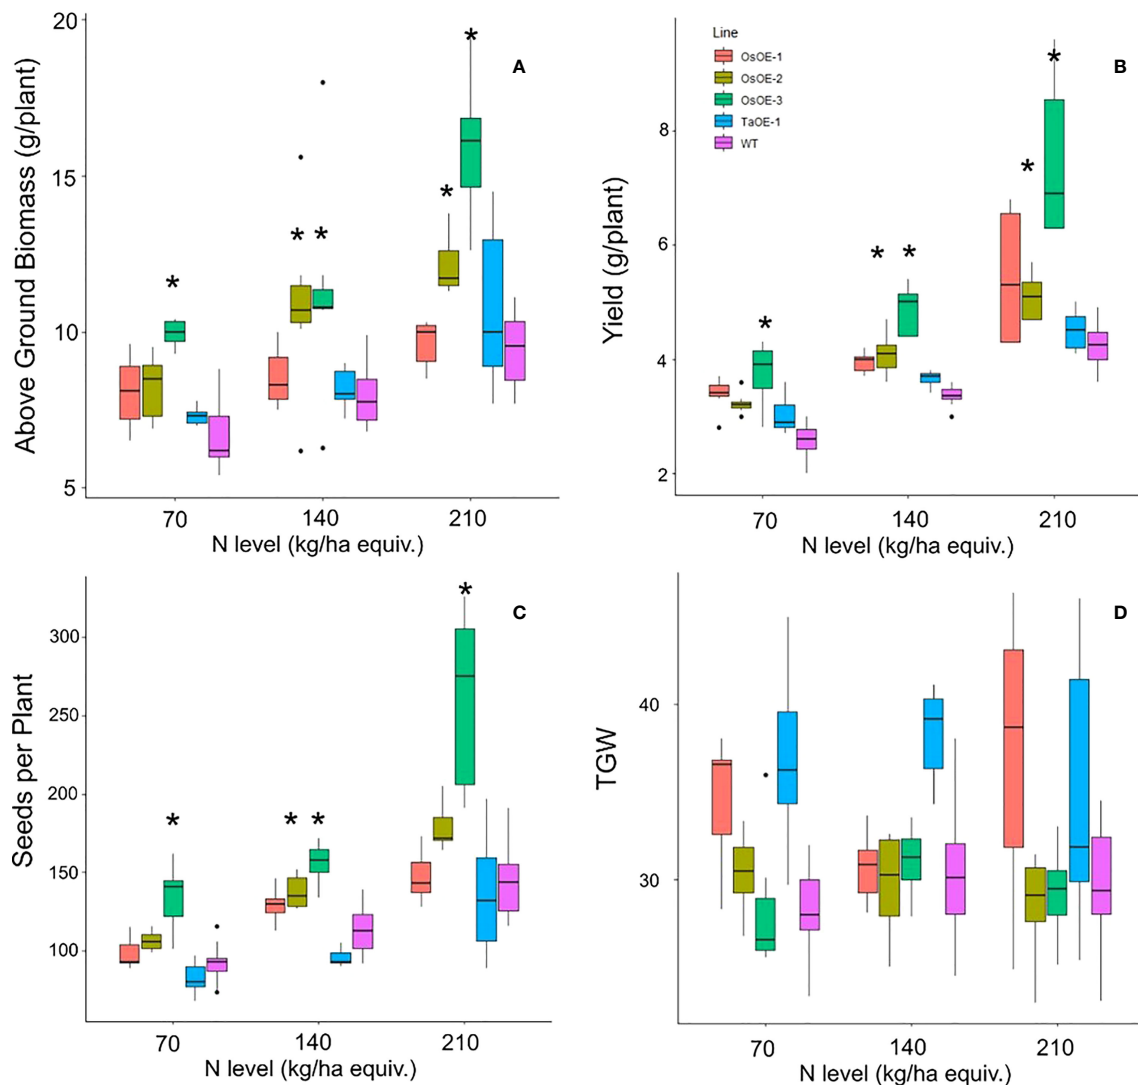 A
Above Ground Biomass (g/plant)
20
15
10
5
* * * * *
70 140 210
N level (kg/ha equiv.)
B
Yield (g/plant)
8
6
4
2
Line
OsOE-1
OsOE-2
OsOE-3
TaOE-1
WT
* * * * *
70 140 210
N level (kg/ha equiv.)
C
Seeds per Plant
300
250
200
150
100
* * * *
70 140 210
N level (kg/ha equiv.)
D
TGW
40
30
70 140 210
N level (kg/ha equiv.)